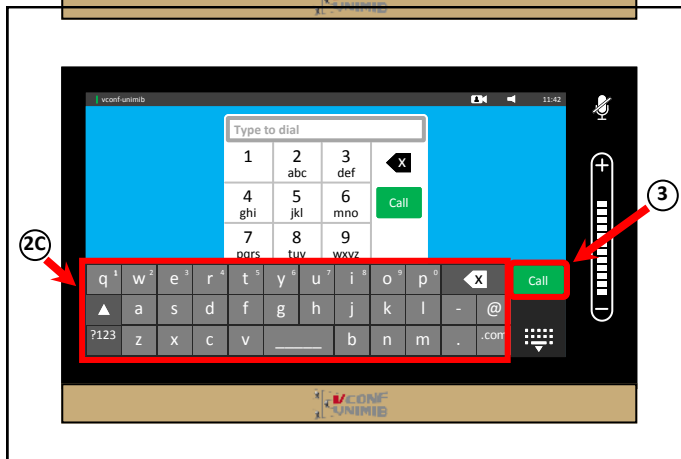 VCONF
UNIMIB
vconf-unimib 11:42
Type to dial
1 2 3 X
abc def
4 5 6 Call
ghi jkl mno
7 8 9
pqrs tuv wxyz
3
2C
q 1 w 2 e 3 r 4 t 5 y 6 u 7 i 8 o 9 p 0 X Call
a s d f g h j k l - @
?123 z x c v _____ b n m . .com
VCONF
UNIMIB